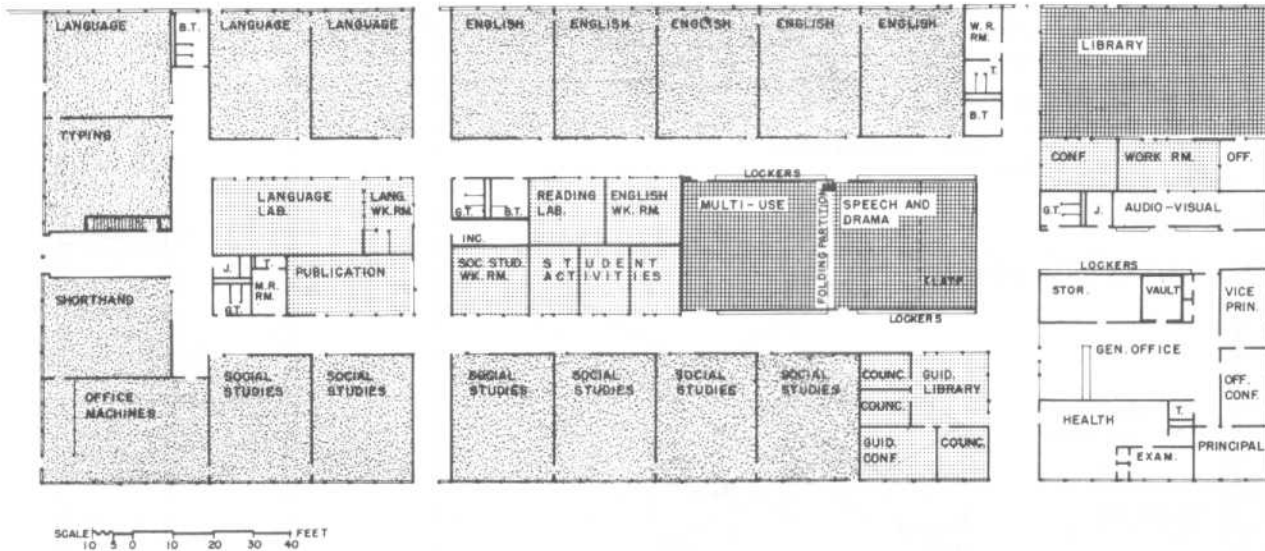 LANGUAGE
B.T.
LANGUAGE
LANGUAGE
ENGLISH
ENGLISH
ENGLISH
ENGLISH
ENGLISH
W. R.
RM.
T.
B.T
LIBRARY
TYPING
CONF.
WORK RM.
OFF.
LANGUAGE
LAB.
LANG.
WK. RM.
G.T.
B.T.
READING
LAB.
ENGLISH
WK. RM.
LOCKERS
MULTI-USE
FOLDING PARTITION
SPEECH AND
DRAMA
G.T.
J.
AUDIO-VISUAL
INC.
J.
T.
M.R.
RM.
G.T.
PUBLICATION
SOC. STUD.
WK. RM.
STUDENT
ACTIVITIES
LOCKERS
LOCKERS
SHORTHAND
STOR.
VAULT
VICE
PRIN.
GEN. OFFICE
OFFICE
MACHINES
SOCIAL
STUDIES
SOCIAL
STUDIES
SOCIAL
STUDIES
SOCIAL
STUDIES
SOCIAL
STUDIES
SOCIAL
STUDIES
COUNC.
GUID.
LIBRARY
COUNC.
GUID.
CONF.
COUNC.
OFF.
CONF.
HEALTH
T.
EXAM.
PRINCIPAL
SCALE
FEET
10 5 0 10 20 30 40